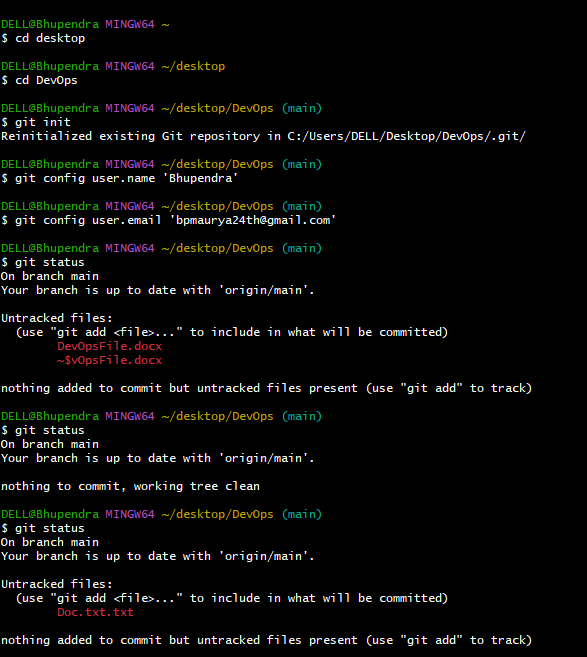 DELL@Bhupendra MINGW64 ~
$ cd desktop

DELL@Bhupendra MINGW64 ~/desktop
$ cd DevOps

DELL@Bhupendra MINGW64 ~/desktop/DevOps (main)
$ git init
Reinitialized existing Git repository in C:/Users/DELL/Desktop/DevOps/.git/

DELL@Bhupendra MINGW64 ~/desktop/DevOps (main)
$ git config user.name 'Bhupendra'

DELL@Bhupendra MINGW64 ~/desktop/DevOps (main)
$ git config user.email 'bpmaurya24th@gmail.com'

DELL@Bhupendra MINGW64 ~/desktop/DevOps (main)
$ git status
On branch main
Your branch is up to date with 'origin/main'.

Untracked files:
  (use "git add <file>..." to include in what will be committed)
        DevOpsFile.docx
        ~$vOpsFile.docx

nothing added to commit but untracked files present (use "git add" to track)

DELL@Bhupendra MINGW64 ~/desktop/DevOps (main)
$ git status
On branch main
Your branch is up to date with 'origin/main'.

nothing to commit, working tree clean

DELL@Bhupendra MINGW64 ~/desktop/DevOps (main)
$ git status
On branch main
Your branch is up to date with 'origin/main'.

Untracked files:
  (use "git add <file>..." to include in what will be committed)
        Doc.txt.txt

nothing added to commit but untracked files present (use "git add" to track)